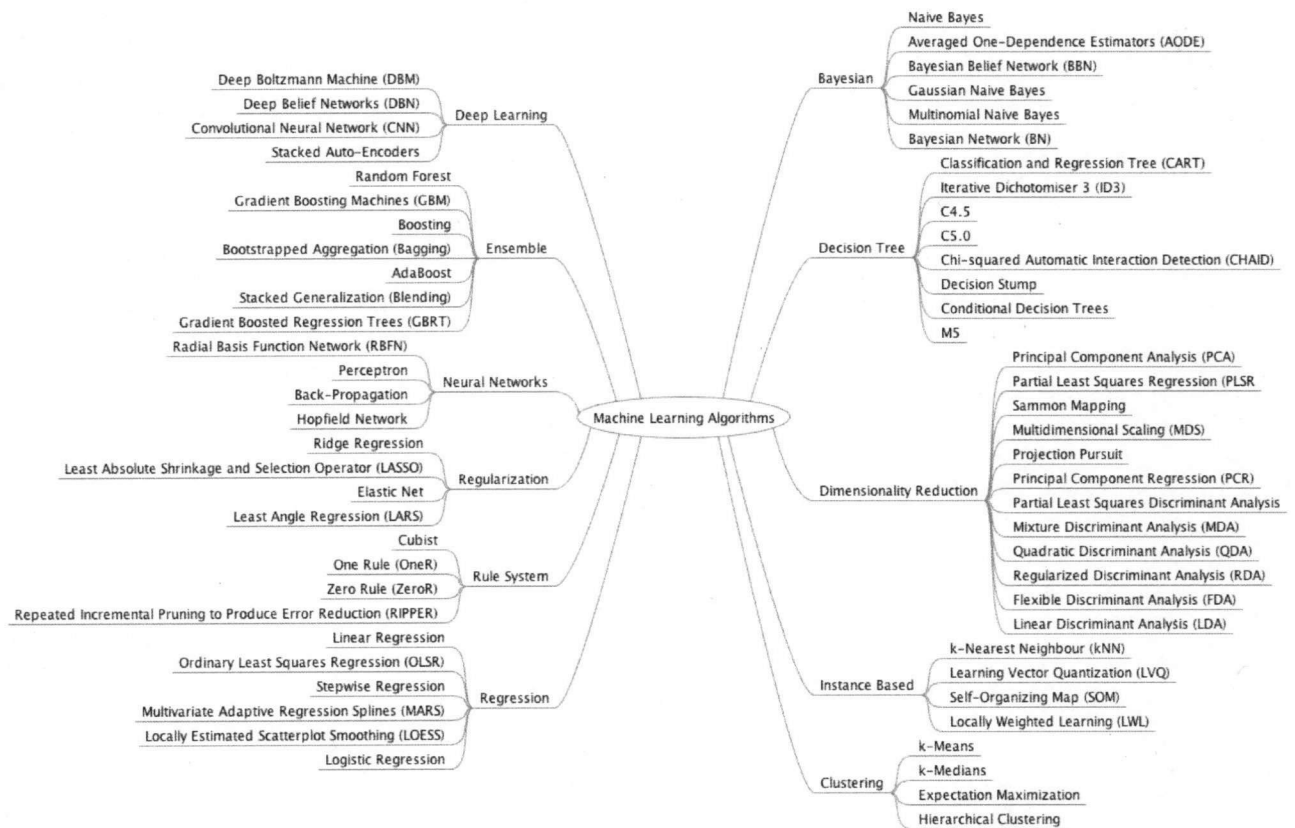 Deep Boltzmann Machine (DBM)
Deep Belief Networks (DBN)
Convolutional Neural Network (CNN)
Stacked Auto-Encoders
Deep Learning
Random Forest
Gradient Boosting Machines (GBM)
Boosting
Bootstrapped Aggregation (Bagging)
AdaBoost
Stacked Generalization (Blending)
Gradient Boosted Regression Trees (GBRT)
Ensemble
Radial Basis Function Network (RBFN)
Perceptron
Back-Propagation
Hopfield Network
Neural Networks
Ridge Regression
Least Absolute Shrinkage and Selection Operator (LASSO)
Elastic Net
Least Angle Regression (LARS)
Regularization
Cubist
One Rule (OneR)
Zero Rule (ZeroR)
Repeated Incremental Pruning to Produce Error Reduction (RIPPER)
Rule System
Linear Regression
Ordinary Least Squares Regression (OLSR)
Stepwise Regression
Multivariate Adaptive Regression Splines (MARS)
Locally Estimated Scatterplot Smoothing (LOESS)
Logistic Regression
Regression
Machine Learning Algorithms
Bayesian
Naive Bayes
Averaged One-Dependence Estimators (AODE)
Bayesian Belief Network (BBN)
Gaussian Naive Bayes
Multinomial Naive Bayes
Bayesian Network (BN)
Decision Tree
Classification and Regression Tree (CART)
Iterative Dichotomiser 3 (ID3)
C4.5
C5.0
Chi-squared Automatic Interaction Detection (CHAID)
Decision Stump
Conditional Decision Trees
M5
Dimensionality Reduction
Principal Component Analysis (PCA)
Partial Least Squares Regression (PLSR
Sammon Mapping
Multidimensional Scaling (MDS)
Projection Pursuit
Principal Component Regression (PCR)
Partial Least Squares Discriminant Analysis
Mixture Discriminant Analysis (MDA)
Quadratic Discriminant Analysis (QDA)
Regularized Discriminant Analysis (RDA)
Flexible Discriminant Analysis (FDA)
Linear Discriminant Analysis (LDA)
Instance Based
k-Nearest Neighbour (kNN)
Learning Vector Quantization (LVQ)
Self-Organizing Map (SOM)
Locally Weighted Learning (LWL)
Clustering
k-Means
k-Medians
Expectation Maximization
Hierarchical Clustering